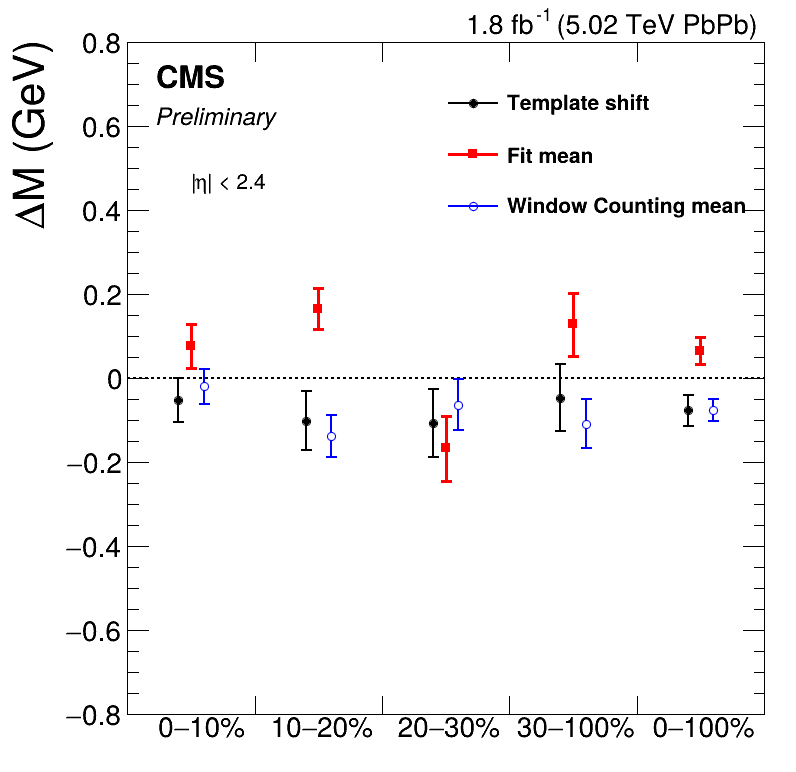 1.8 fb⁻¹ (5.02 TeV PbPb)
ΔM (GeV)
CMS
Preliminary
|η| < 2.4
Template shift
Fit mean
Window Counting mean
0.8
0.6
0.4
0.2
0
−0.2
−0.4
−0.6
−0.8
0−10% 10−20% 20−30% 30−100% 0−100%